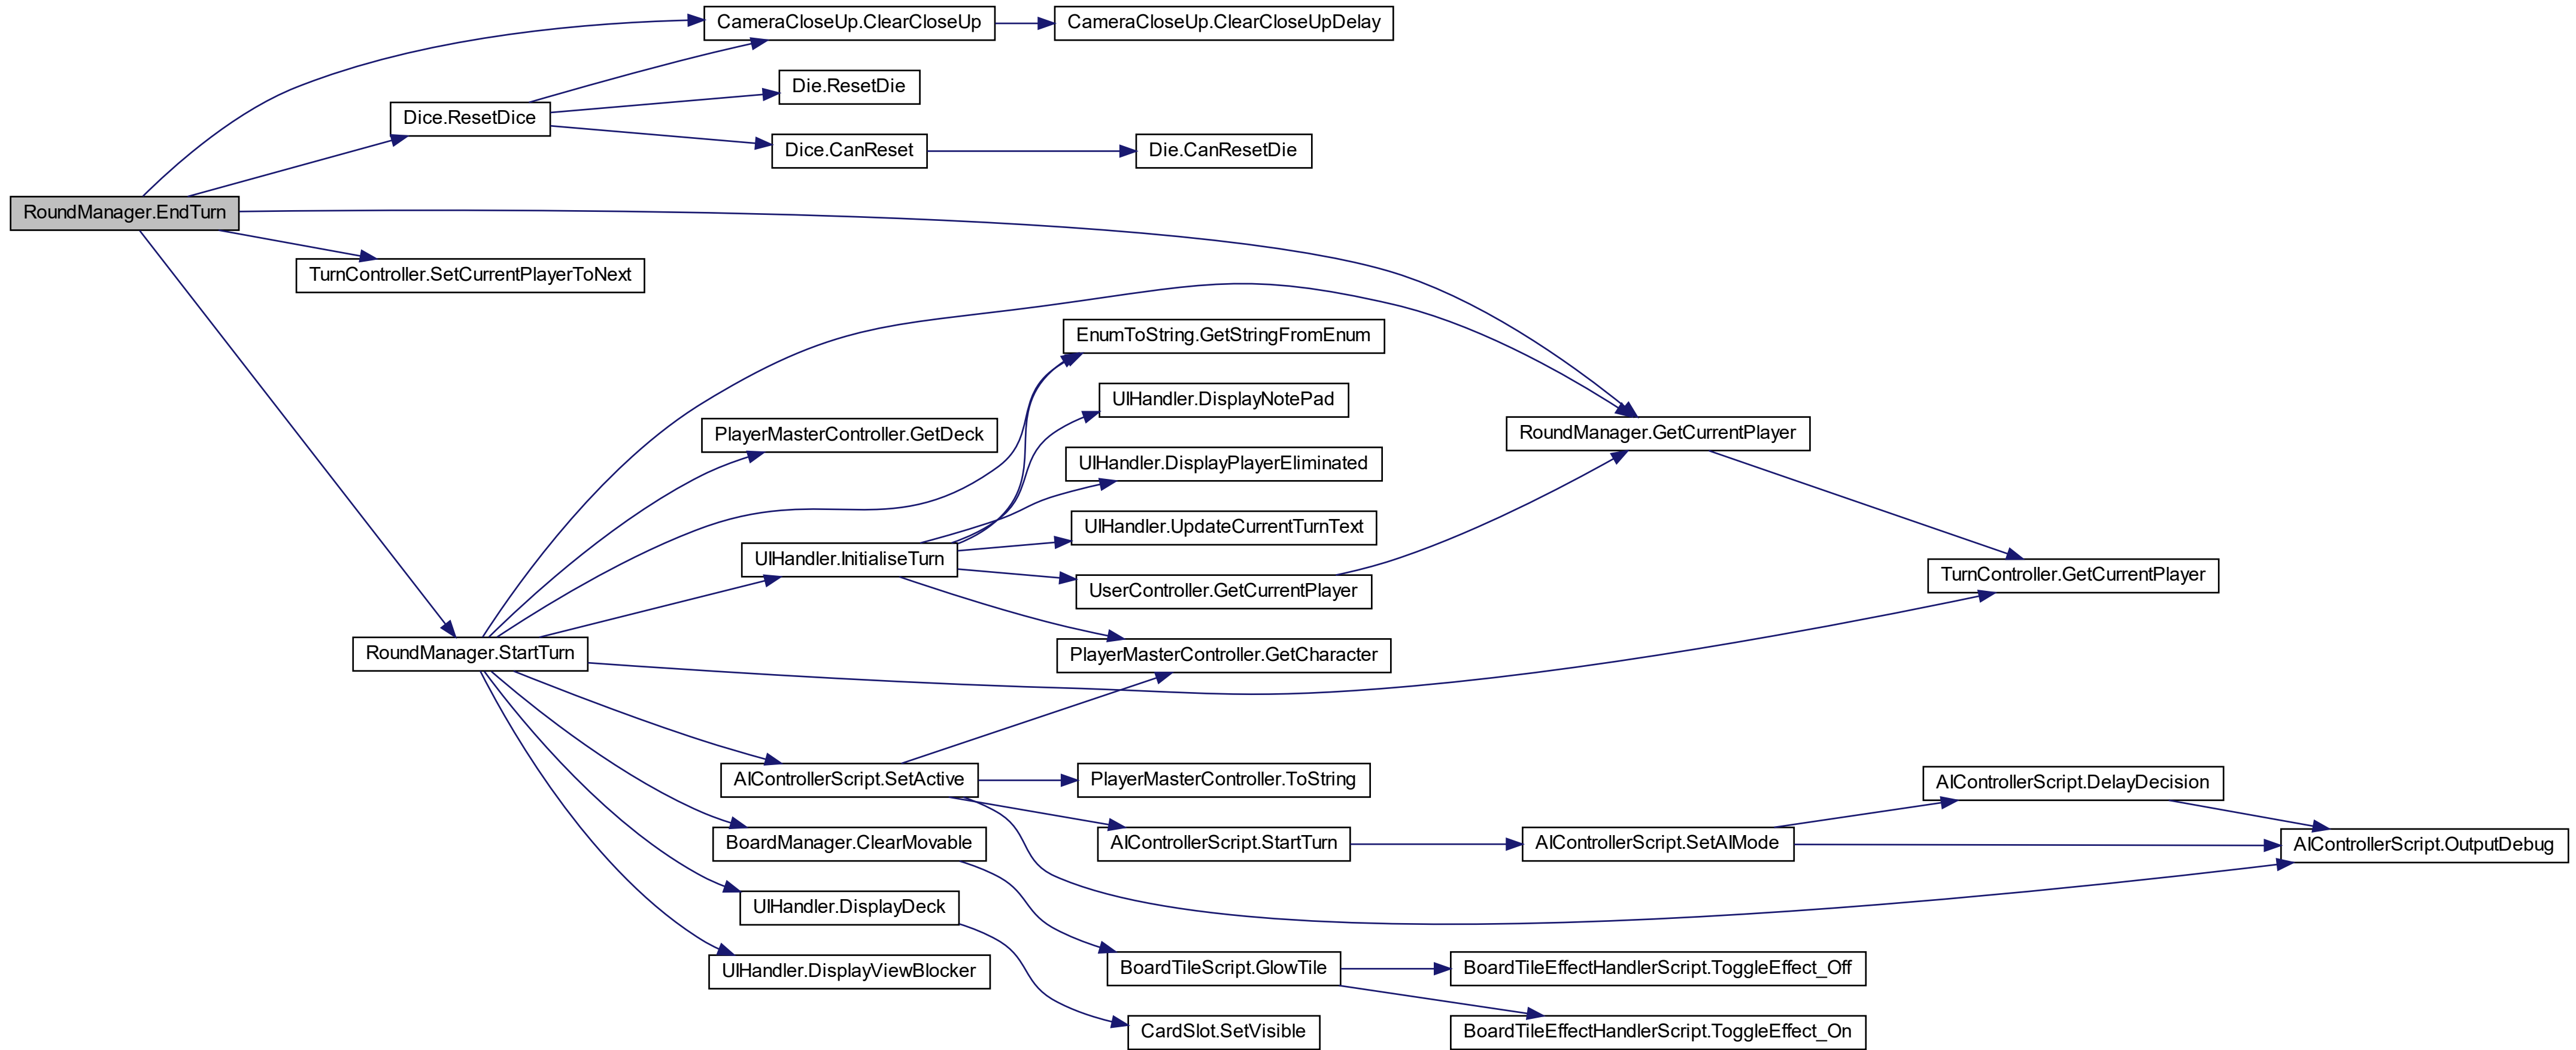 CameraCloseUp.ClearCloseUp
CameraCloseUp.ClearCloseUpDelay
Die.ResetDie
Dice.ResetDice
Dice.CanReset
Die.CanResetDie
RoundManager.EndTurn
TurnController.SetCurrentPlayerToNext
EnumToString.GetStringFromEnum
UIHandler.DisplayNotePad
PlayerMasterController.GetDeck
RoundManager.GetCurrentPlayer
UIHandler.DisplayPlayerEliminated
UIHandler.UpdateCurrentTurnText
UIHandler.InitialiseTurn
TurnController.GetCurrentPlayer
UserController.GetCurrentPlayer
RoundManager.StartTurn
PlayerMasterController.GetCharacter
AIControllerScript.SetActive
PlayerMasterController.ToString
AIControllerScript.DelayDecision
BoardManager.ClearMovable
AIControllerScript.StartTurn
AIControllerScript.SetAIMode
AIControllerScript.OutputDebug
UIHandler.DisplayDeck
UIHandler.DisplayViewBlocker
BoardTileScript.GlowTile
BoardTileEffectHandlerScript.ToggleEffect_Off
CardSlot.SetVisible
BoardTileEffectHandlerScript.ToggleEffect_On